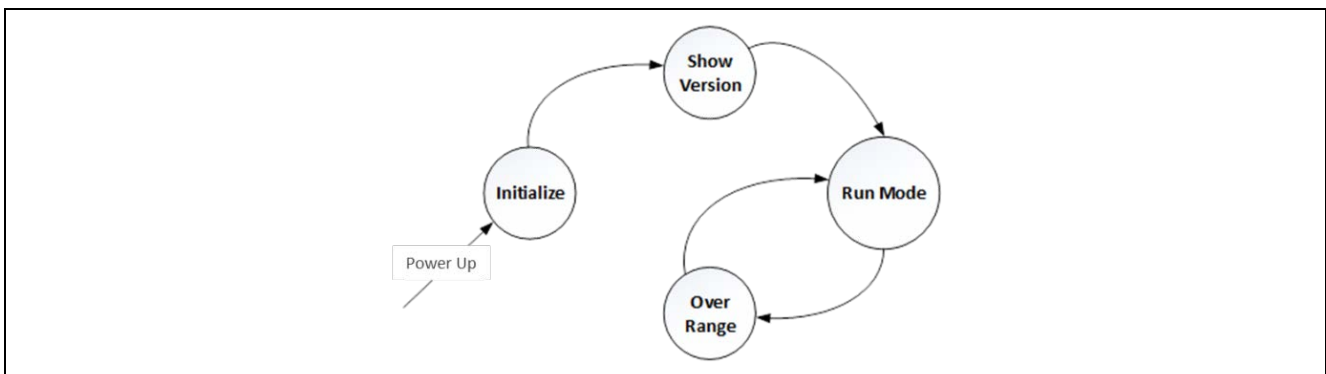 Show
Version
Initialize
Run Mode
Power Up
Over
Range